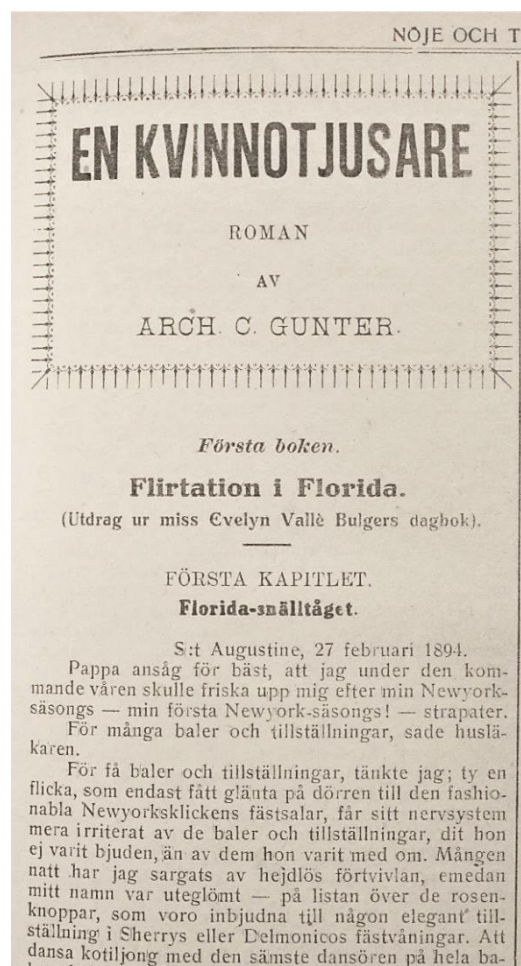 NÖJE OCH T
EN KVINNOTJUSARE
ROMAN
AV
ARCH. C. GUNTER.
Första boken.
Flirtation i Florida.
(Utdrag ur miss Evelyn Vallè Bulgers dagbok).
FÖRSTA KAPITLET.
Florida-snälltåget.
S:t Augustine, 27 februari 1894.
Pappa ansåg för bäst, att jag under den kom-
mande våren skulle friska upp mig efter min Newyork-
säsongs — min första Newyork-säsongs! — strapater.
För många baler och tillställningar, sade huslä-
karen.
För få baler och tillställningar, tänkte jag; ty en
flicka, som endast fått glänta på dörren till den fashio-
nabla Newyorksklickens fästsalar, får sitt nervsystem
mera irriterat av de baler och tillställningar, dit hon
ej varit bjuden, än av dem hon varit med om. Mången
natt har jag sargats av hejdlös förtvivlan, emedan
mitt namn var uteglömt — på listan över de rosen-
knoppar, som voro inbjudna till någon elegant till-
ställning i Sherrys eller Delmonicos fästvåningar. Att
dansa kotiljong med den sämste dansören på hela ba-